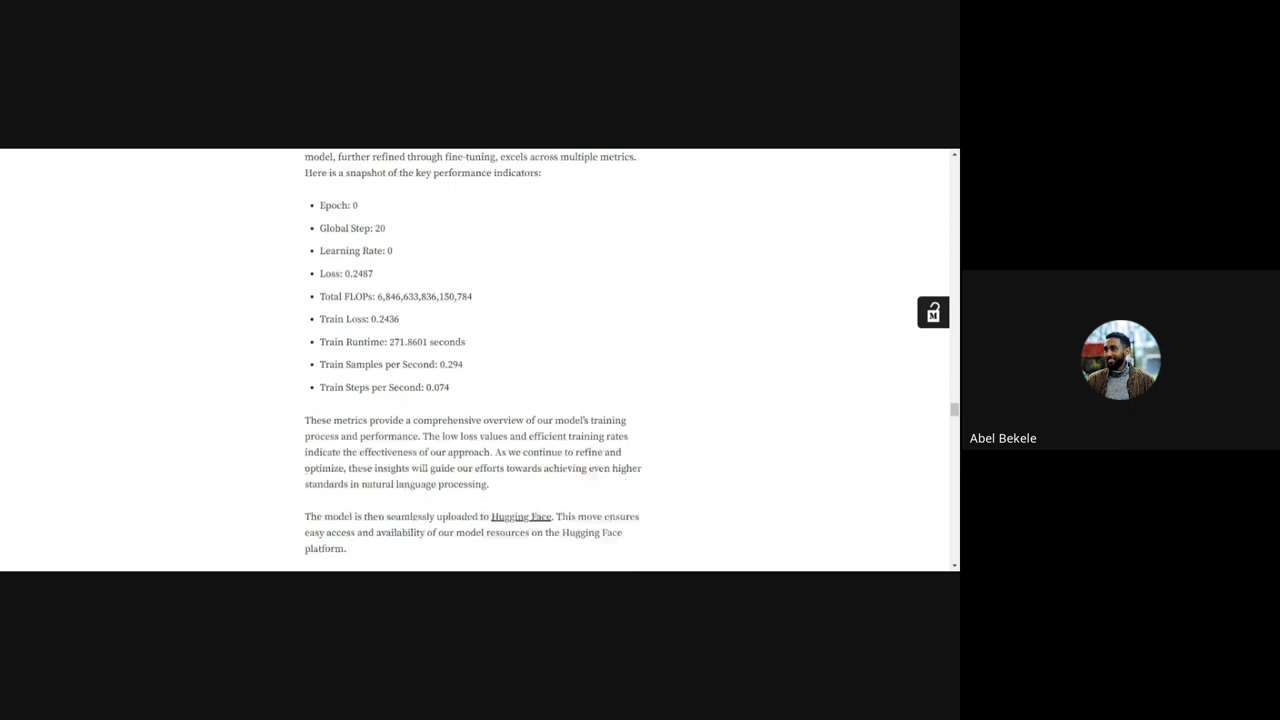 model, further refined through fine-tuning, excels across multiple metrics.
Here is a snapshot of the key performance indicators:
• Epoch: 0
• Global Step: 20
• Learning Rate: 0
• Loss: 0.2487
• Total FLOPs: 6,846,633,836,150,784
• Train Loss: 0.2436
• Train Runtime: 271.8601 seconds
• Train Samples per Second: 0.294
• Train Steps per Second: 0.074
These metrics provide a comprehensive overview of our model's training
process and performance. The low loss values and efficient training rates
indicate the effectiveness of our approach. As we continue to refine and
optimize, these insights will guide our efforts towards achieving even higher
standards in natural language processing.
The model is then seamlessly uploaded to Hugging Face. This move ensures
easy access and availability of our model resources on the Hugging Face
platform.
M
Abel Bekele